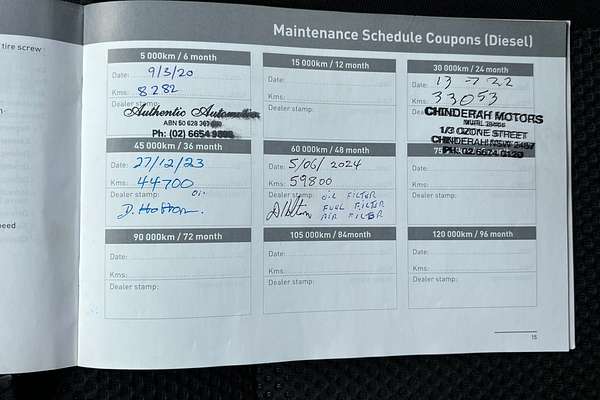 tire screw
eed
Maintenance Schedule Coupons (Diesel)
5 000km / 6 month
Date: 9/3/20
Kms: 8282
Dealer stamp:
Authentic Automotive
Ph: (02) 6654
15 000km / 12 month
Date:
Kms:
Dealer stamp:
30 000km / 24 month
Date: 13 7 22
Kms: 33053
CHINDERAH MOTORS
1/3 OZONE STREET
CHINDERAH NSW 2487
45 000km / 36 month
Date: 27/12/23
Kms: 44700
Dealer stamp: OIL
60 000km / 48 month
Date: 5/06/2024
Kms: 59800
Dealer stamp: OIL FILTER
FUEL FILTER
AIR FILTER
75
90 000km / 72 month
Date:
Kms:
Dealer stamp:
105 000km / 84month
Date:
Kms:
Dealer stamp:
120 000km / 96 month
Date:
Kms:
Dealer stamp:
15